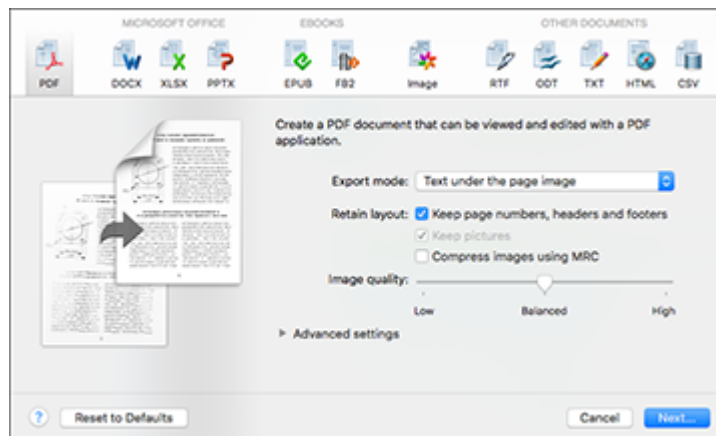 MICROSOFT OFFICE EBOOKS OTHER DOCUMENTS
PDF DOCX XLSX PPTX EPUB FB2 Image RTF ODT TXT HTML CSV
Create a PDF document that can be viewed and edited with a PDF
application.
Export mode: Text under the page image
Retain layout: Keep page numbers, headers and footers
Keep pictures
Compress images using MRC
Image quality:
Low Balanced High
Advanced settings
? Reset to Defaults Cancel Next...